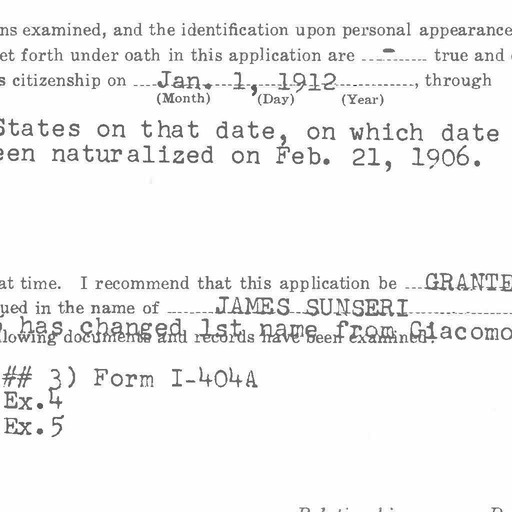 ns examined, and the identification upon personal appearance
et forth under oath in this application are - true and
s citizenship on Jan. 1, 1912, through
(Month) (Day) (Year)
States on that date, on which date
een naturalized on Feb. 21, 1906.
at time. I recommend that this application be GRANTE
ued in the name of JAMES SUNSERI
has changed 1st name from Giacomo
llowing documents and records have been examined:
## 3) Form I-404A
Ex.4
Ex.5